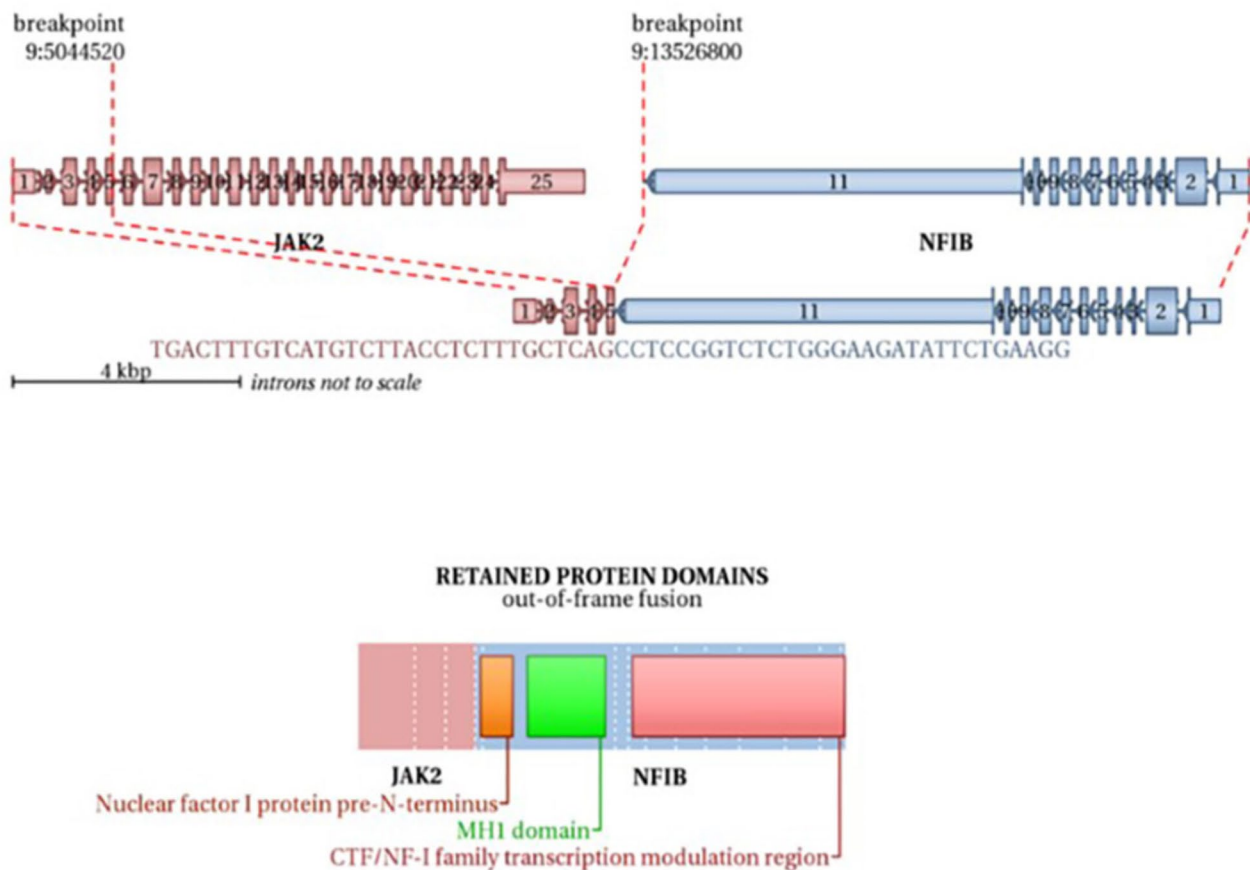 breakpoint
9:5044520
breakpoint
9:13526800
1 3 7 25
11 2 1
JAK2
NFIB
1 3
11 2 1
TGACTTTGTCATGTCTTACCTCTTTGCTCAGCCTCCGGTCTCTGGGAAGATATTCTGAAGG
4 kbp
introns not to scale
RETAINED PROTEIN DOMAINS
out-of-frame fusion
JAK2
NFIB
Nuclear factor I protein pre-N-terminus
MH1 domain
CTF/NF-I family transcription modulation region